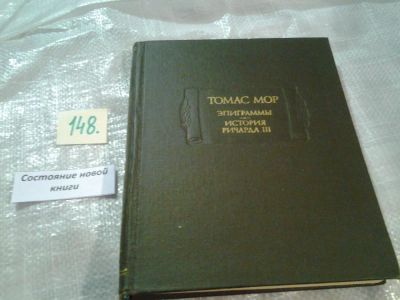 148.
Состояние новой
книги
ТОМАС МОР
ЭПИГРАММЫ
ИСТОРИЯ
РИЧАРДА III